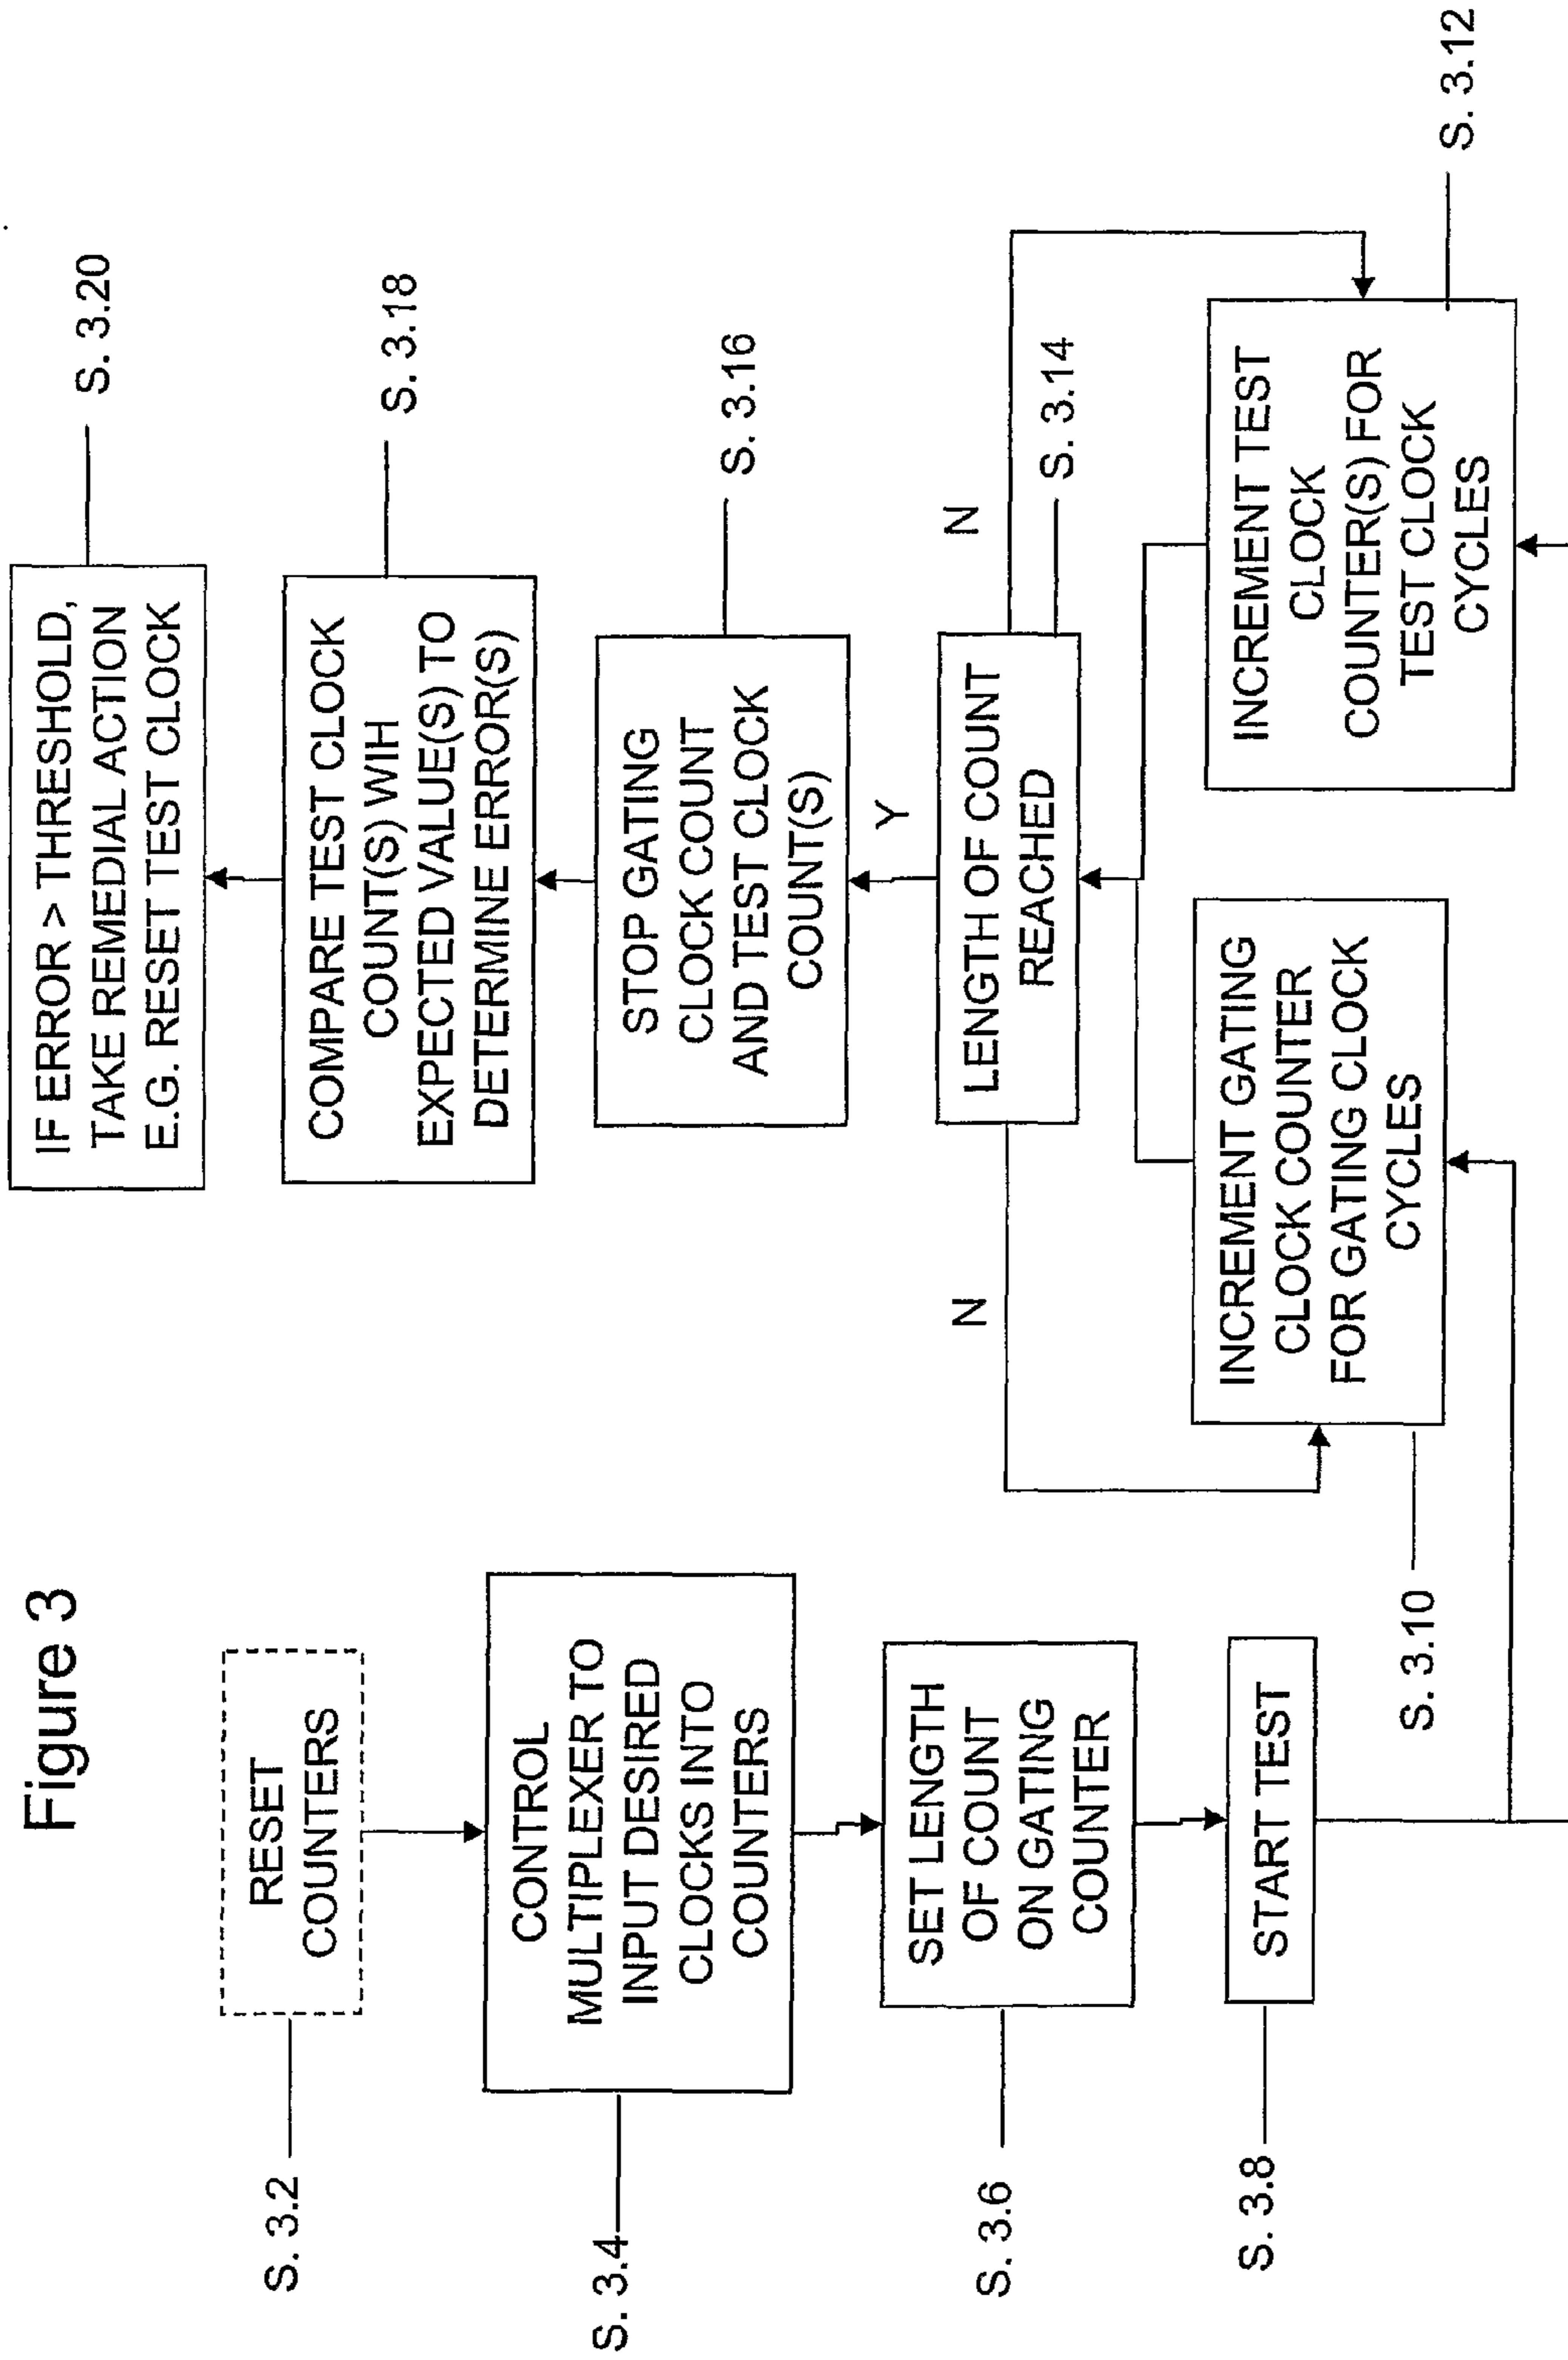 Figure 3
S. 3.2
RESET
COUNTERS
S. 3.4
CONTROL
MULTIPLEXER TO
INPUT DESIRED
CLOCKS INTO
COUNTERS
S. 3.6
SET LENGTH
OF COUNT
ON GATING
COUNTER
S. 3.8
START TEST
S. 3.10
INCREMENT GATING
CLOCK COUNTER
FOR GATING CLOCK
CYCLES
INCREMENT TEST
CLOCK
COUNTER(S) FOR
TEST CLOCK
CYCLES
S. 3.12
N
LENGTH OF COUNT
REACHED
N
S. 3.14
Y
STOP GATING
CLOCK COUNT
AND TEST CLOCK
COUNT(S)
S. 3.16
COMPARE TEST CLOCK
COUNT(S) WIH
EXPECTED VALUE(S) TO
DETERMINE ERROR(S)
S. 3.18
IF ERROR > THRESHOLD,
TAKE REMEDIAL ACTION
E.G. RESET TEST CLOCK
S. 3.20